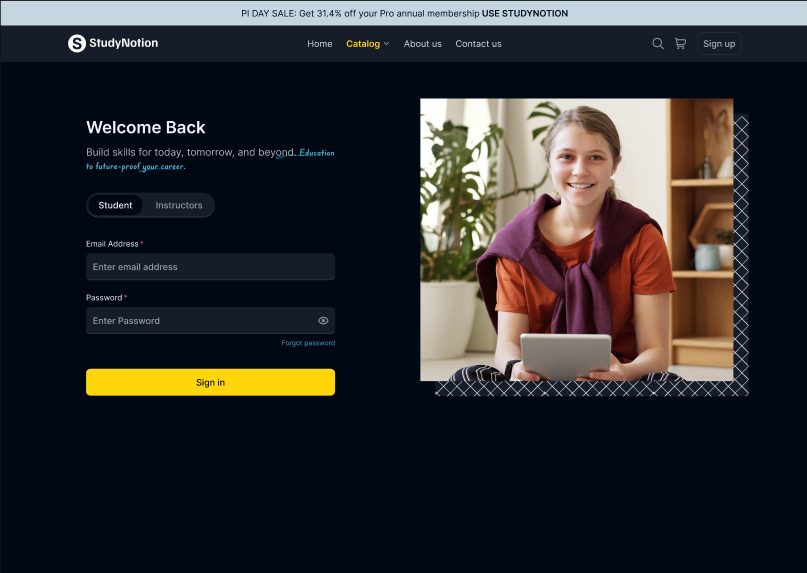 PI DAY SALE: Get 31.4% off your Pro annual membership USE STUDYNOTION
S StudyNotion
Home Catalog About us Contact us Sign up
Welcome Back
Build skills for today, tomorrow, and beyond. Education
to future-proof your career.
Student Instructors
Email Address *
Enter email address
Password *
Enter Password
Forgot password
Sign in